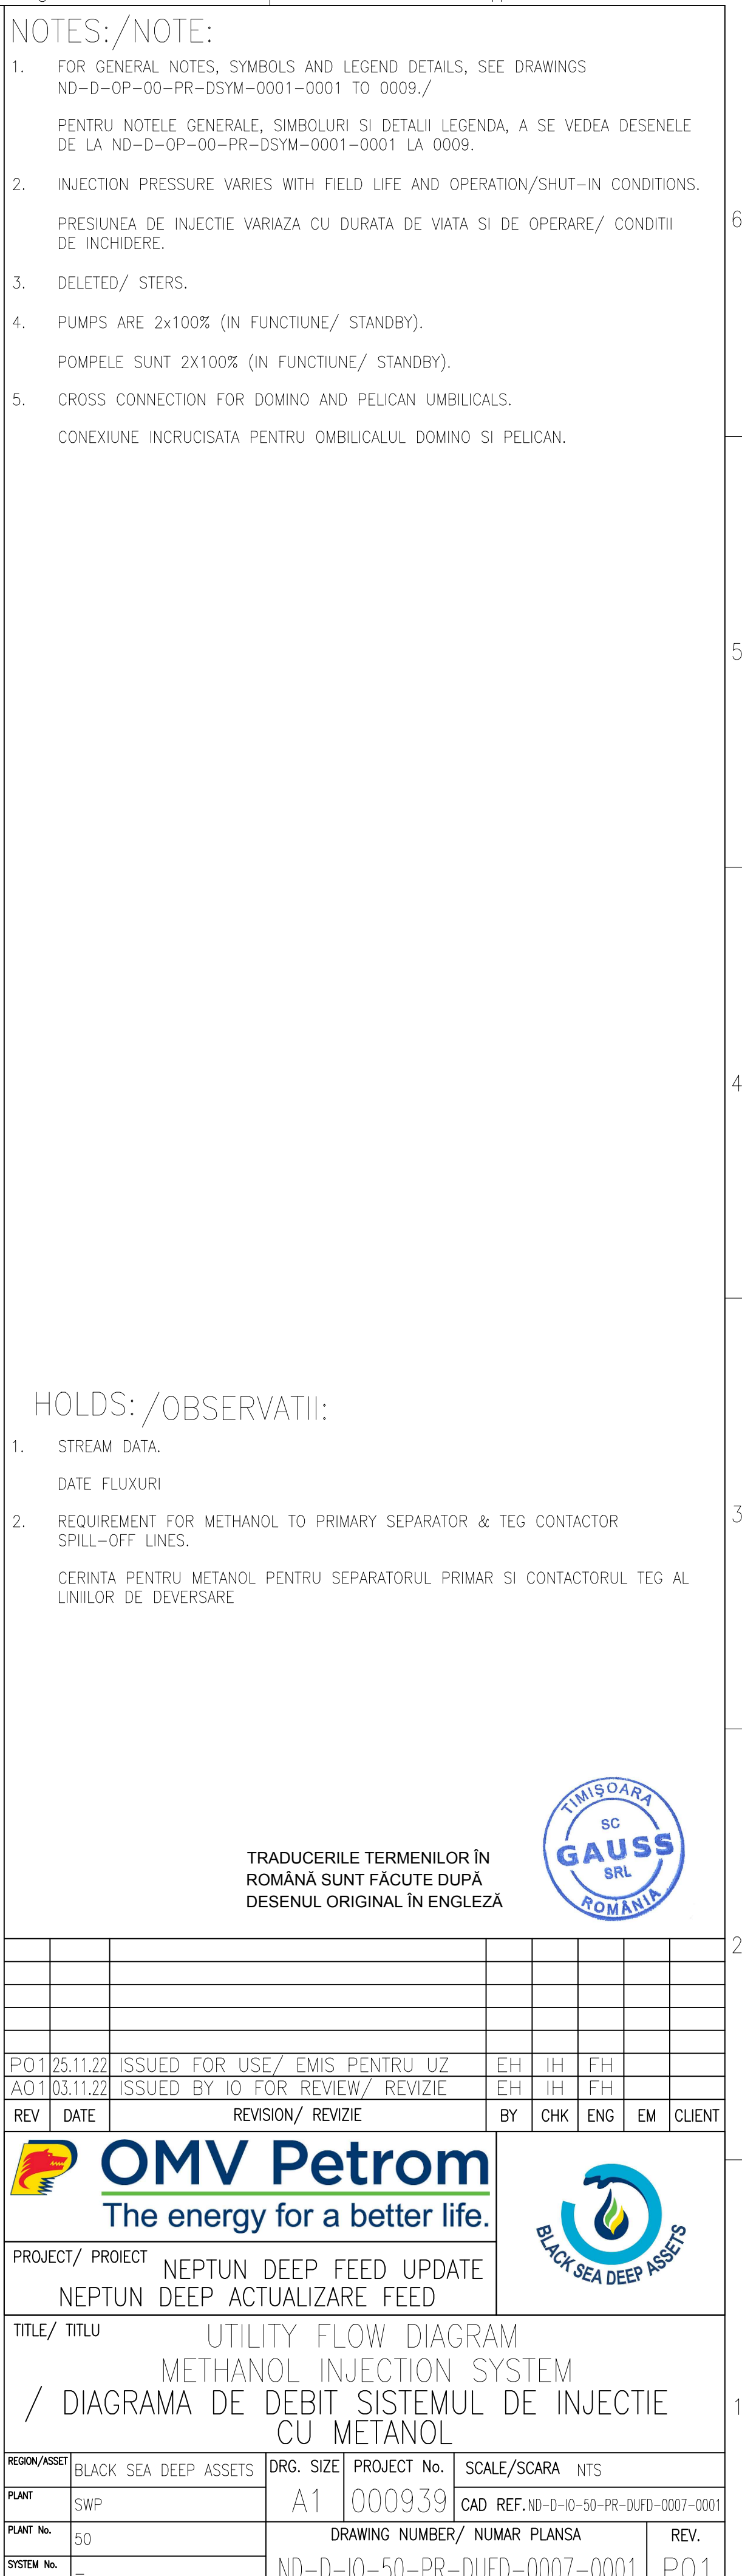 NOTES:/NOTE:
1. FOR GENERAL NOTES, SYMBOLS AND LEGEND DETAILS, SEE DRAWINGS
ND-D-OP-00-PR-DSYM-0001-0001 TO 0009./
PENTRU NOTELE GENERALE, SIMBOLURI SI DETALII LEGENDA, A SE VEDEA DESENELE
DE LA ND-D-OP-00-PR-DSYM-0001-0001 LA 0009.
2. INJECTION PRESSURE VARIES WITH FIELD LIFE AND OPERATION/SHUT-IN CONDITIONS.
PRESIUNEA DE INJECTIE VARIAZA CU DURATA DE VIATA SI DE OPERARE/ CONDITII
DE INCHIDERE.
6
3. DELETED/ STERS.
4. PUMPS ARE 2x100% (IN FUNCTIUNE/ STANDBY).
POMPELE SUNT 2X100% (IN FUNCTIUNE/ STANDBY).
5. CROSS CONNECTION FOR DOMINO AND PELICAN UMBILICALS.
CONEXIUNE INCRUCISATA PENTRU OMBILICALUL DOMINO SI PELICAN.
5
4
HOLDS:/OBSERVATII:
1. STREAM DATA.
DATE FLUXURI
3
2. REQUIREMENT FOR METHANOL TO PRIMARY SEPARATOR & TEG CONTACTOR
SPILL-OFF LINES.
CERINTA PENTRU METANOL PENTRU SEPARATORUL PRIMAR SI CONTACTORUL TEG AL
LINIILOR DE DEVERSARE
TRADUCERILE TERMENILOR ÎN
ROMÂNĂ SUNT FĂCUTE DUPĂ
DESENUL ORIGINAL ÎN ENGLEZĂ
TIMIȘOARA
SC
GAUSS
SRL
ROMÂNIA
2
PO1 25.11.22 ISSUED FOR USE/ EMIS PENTRU UZ EH IH FH
AO1 03.11.22 ISSUED BY IO FOR REVIEW/ REVIZIE EH IH FH
REV DATE REVISION/ REVIZIE BY CHK ENG EM CLIENT
OMV Petrom
The energy for a better life.
BLACK SEA DEEP ASSETS
PROJECT/ PROIECT NEPTUN DEEP FEED UPDATE
NEPTUN DEEP ACTUALIZARE FEED
TITLE/ TITLU UTILITY FLOW DIAGRAM
METHANOL INJECTION SYSTEM
/ DIAGRAMA DE DEBIT SISTEMUL DE INJECTIE
CU METANOL
1
REGION/ASSET BLACK SEA DEEP ASSETS DRG. SIZE PROJECT No. SCALE/SCARA NTS
PLANT SWP A1 000939 CAD REF. ND-D-IO-50-PR-DUFD-0007-0001
PLANT No. 50 DRAWING NUMBER/ NUMAR PLANSA REV.
SYSTEM No. - ND-D-IO-50-PR-DUFD-0007-0001 PO1